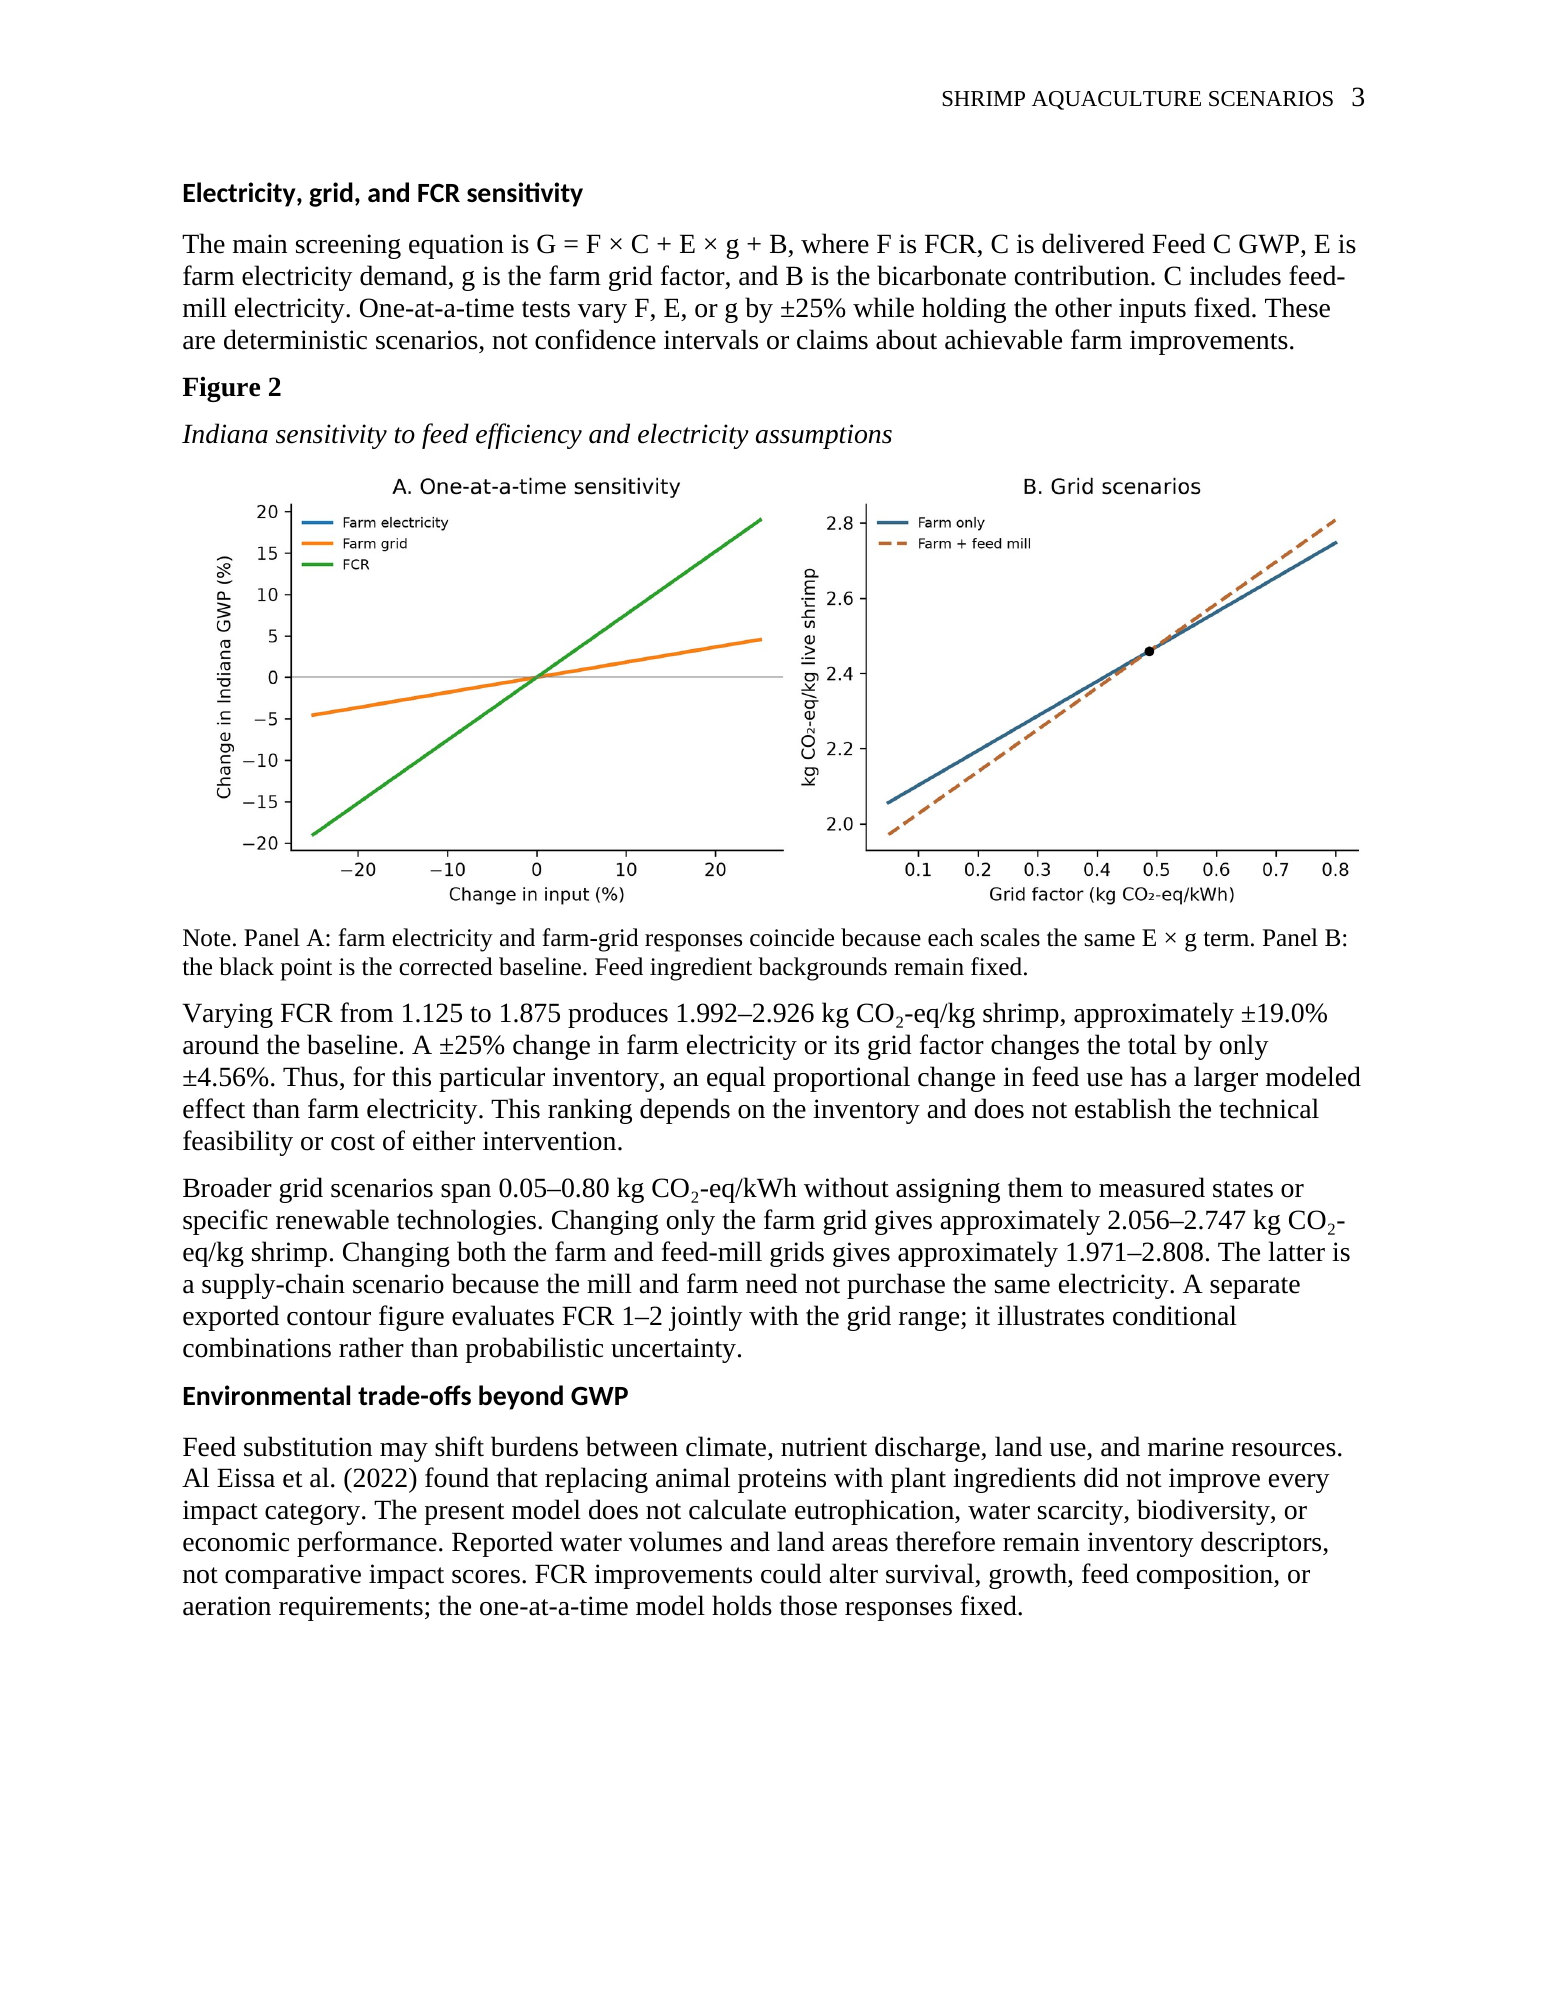 SHRIMP AQUACULTURE SCENARIOS 3
Electricity, grid, and FCR sensitivity
The main screening equation is G = F × C + E × g + B, where F is FCR, C is delivered Feed C GWP, E is
farm electricity demand, g is the farm grid factor, and B is the bicarbonate contribution. C includes feed-
mill electricity. One-at-a-time tests vary F, E, or g by ±25% while holding the other inputs fixed. These
are deterministic scenarios, not confidence intervals or claims about achievable farm improvements.
Figure 2
Indiana sensitivity to feed efficiency and electricity assumptions
A. One-at-a-time sensitivity
Farm electricity
Farm grid
FCR
Change in Indiana GWP (%)
20
15
10
5
0
−5
−10
−15
−20
−20 −10 0 10 20
Change in input (%)
B. Grid scenarios
Farm only
Farm + feed mill
kg CO₂-eq/kg live shrimp
2.8
2.6
2.4
2.2
2.0
0.1 0.2 0.3 0.4 0.5 0.6 0.7 0.8
Grid factor (kg CO₂-eq/kWh)
Note. Panel A: farm electricity and farm-grid responses coincide because each scales the same E × g term. Panel B:
the black point is the corrected baseline. Feed ingredient backgrounds remain fixed.
Varying FCR from 1.125 to 1.875 produces 1.992–2.926 kg CO₂-eq/kg shrimp, approximately ±19.0%
around the baseline. A ±25% change in farm electricity or its grid factor changes the total by only
±4.56%. Thus, for this particular inventory, an equal proportional change in feed use has a larger modeled
effect than farm electricity. This ranking depends on the inventory and does not establish the technical
feasibility or cost of either intervention.
Broader grid scenarios span 0.05–0.80 kg CO₂-eq/kWh without assigning them to measured states or
specific renewable technologies. Changing only the farm grid gives approximately 2.056–2.747 kg CO₂-
eq/kg shrimp. Changing both the farm and feed-mill grids gives approximately 1.971–2.808. The latter is
a supply-chain scenario because the mill and farm need not purchase the same electricity. A separate
exported contour figure evaluates FCR 1–2 jointly with the grid range; it illustrates conditional
combinations rather than probabilistic uncertainty.
Environmental trade-offs beyond GWP
Feed substitution may shift burdens between climate, nutrient discharge, land use, and marine resources.
Al Eissa et al. (2022) found that replacing animal proteins with plant ingredients did not improve every
impact category. The present model does not calculate eutrophication, water scarcity, biodiversity, or
economic performance. Reported water volumes and land areas therefore remain inventory descriptors,
not comparative impact scores. FCR improvements could alter survival, growth, feed composition, or
aeration requirements; the one-at-a-time model holds those responses fixed.